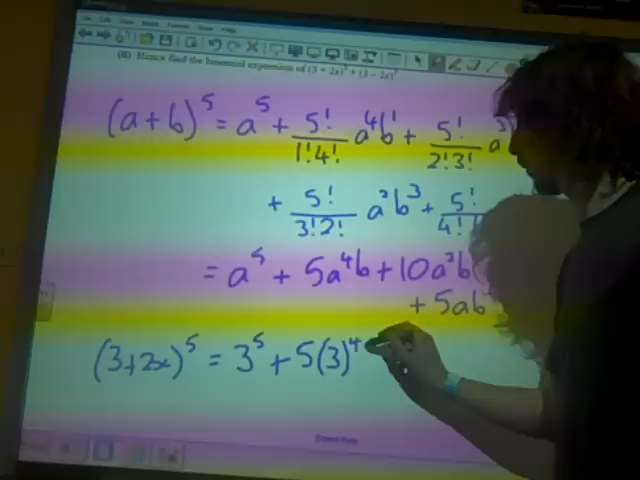 (ii) Hence find the binomial expansion of (3 + 2x)⁵ + (3 − 2x)⁵
(a+b)⁵ = a⁵ + 5!/1!4! a⁴b¹ + 5!/2!3! a³
+ 5!/3!2! a²b³ + 5!/4!
= a⁵ + 5a⁴b + 10a³b
+ 5ab
(3+2x)⁵ = 3⁵ + 5(3)⁴